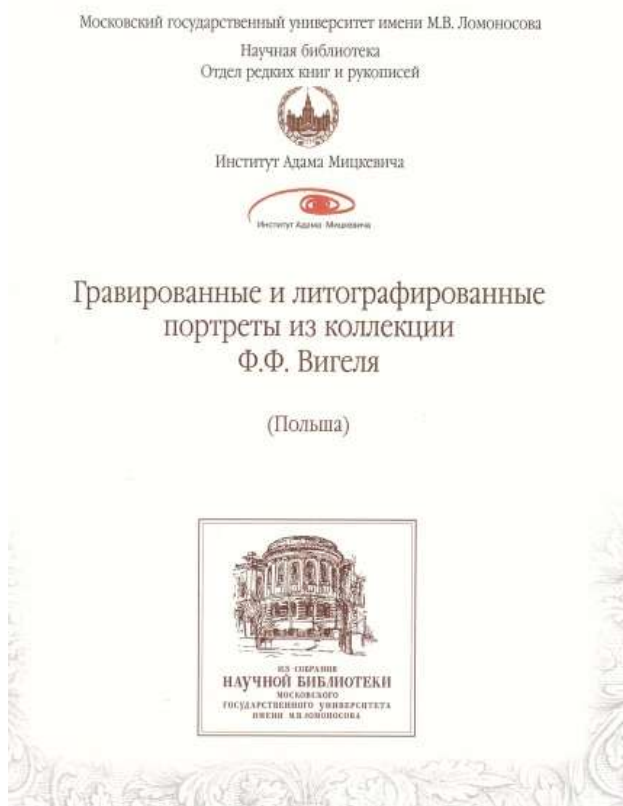 Московский государственный университет имени М.В. Ломоносова
Научная библиотека
Отдел редких книг и рукописей
Институт Адама Мицкевича
Институт Адама Мицкевича
Гравированные и литографированные
портреты из коллекции
Ф.Ф. Вигеля
(Польша)
ИЗ СОБРАНИЯ
НАУЧНОЙ БИБЛИОТЕКИ
МОСКОВСКОГО
ГОСУДАРСТВЕННОГО УНИВЕРСИТЕТА
ИМЕНИ М.В.ЛОМОНОСОВА